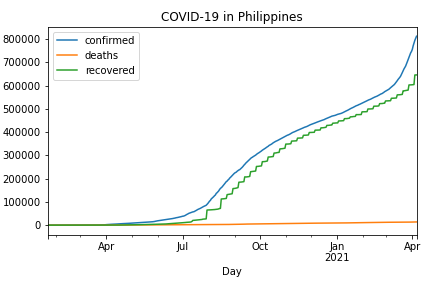 COVID-19 in Philippines
confirmed
deaths
recovered
800000
700000
600000
500000
400000
300000
200000
100000
0
Apr Jul Oct Jan Apr
2021
Day